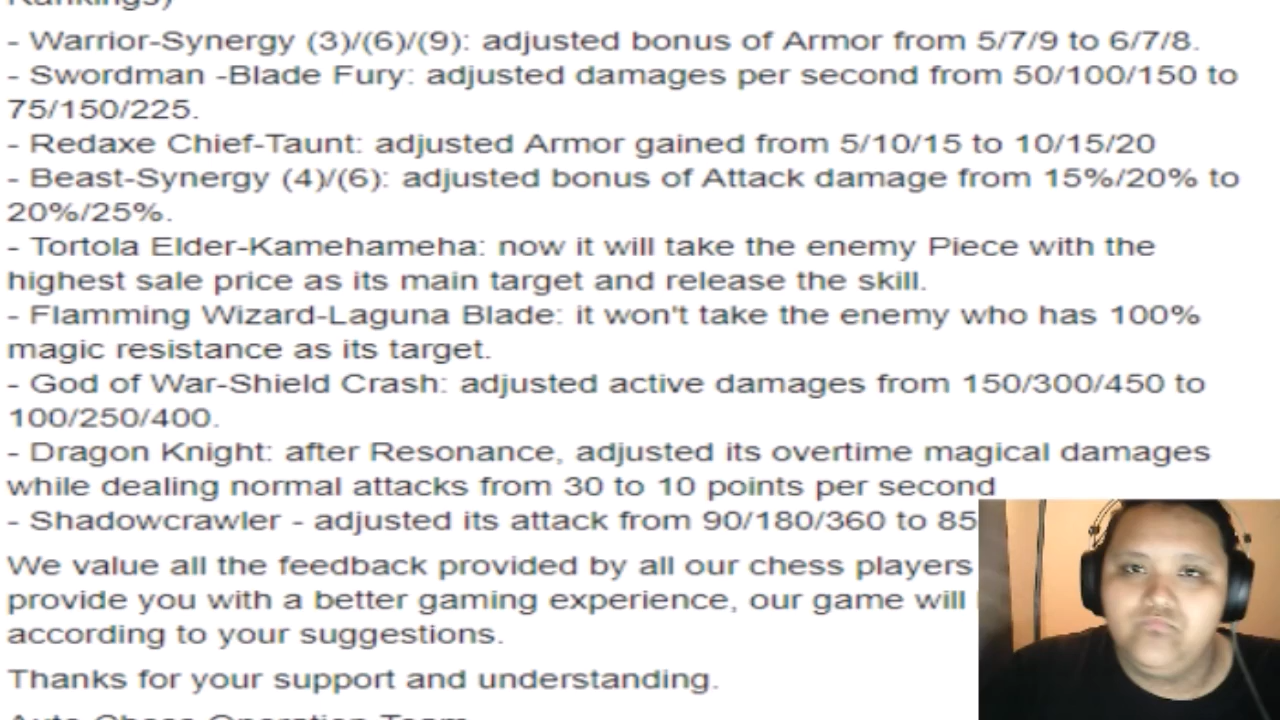 Rankings)
- Warrior-Synergy (3)/(6)/(9): adjusted bonus of Armor from 5/7/9 to 6/7/8.
- Swordman -Blade Fury: adjusted damages per second from 50/100/150 to
75/150/225.
- Redaxe Chief-Taunt: adjusted Armor gained from 5/10/15 to 10/15/20
- Beast-Synergy (4)/(6): adjusted bonus of Attack damage from 15%/20% to
20%/25%.
- Tortola Elder-Kamehameha: now it will take the enemy Piece with the
highest sale price as its main target and release the skill.
- Flamming Wizard-Laguna Blade: it won't take the enemy who has 100%
magic resistance as its target.
- God of War-Shield Crash: adjusted active damages from 150/300/450 to
100/250/400.
- Dragon Knight: after Resonance, adjusted its overtime magical damages
while dealing normal attacks from 30 to 10 points per second
- Shadowcrawler - adjusted its attack from 90/180/360 to 85
We value all the feedback provided by all our chess players
provide you with a better gaming experience, our game will
according to your suggestions.
Thanks for your support and understanding.
Auto Chess Operation Team